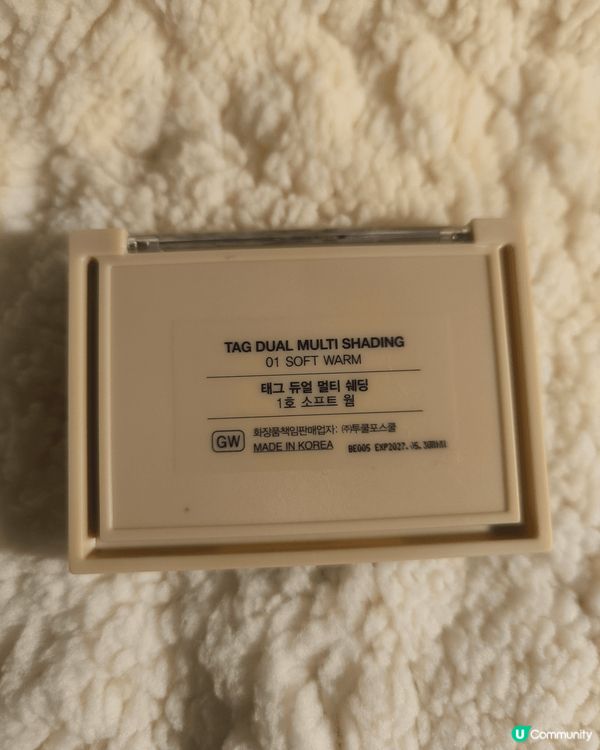 TAG DUAL MULTI SHADING
01 SOFT WARM
태그 듀얼 멀티 쉐딩
1호 소프트 웜
GW
화장품책임판매업자: ㈜투쿨포스쿨
MADE IN KOREA
BE005 EXP2027.
U Community